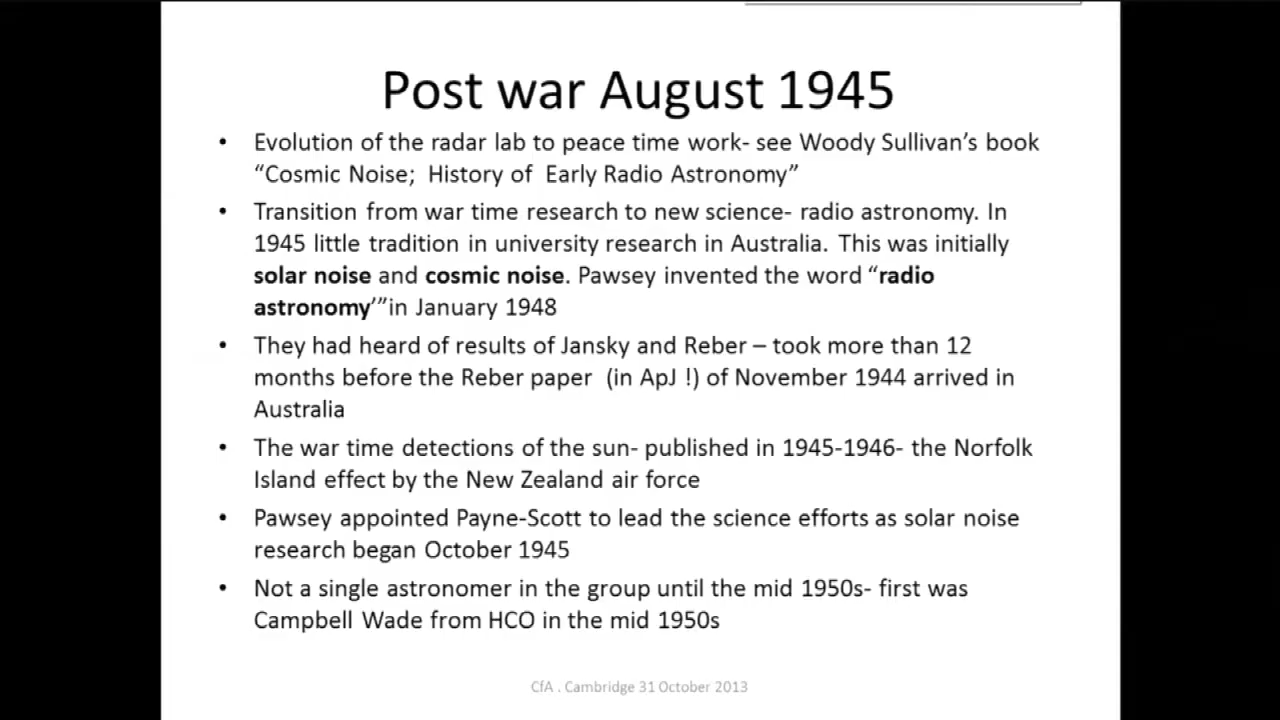 Post war August 1945
• Evolution of the radar lab to peace time work- see Woody Sullivan's book
“Cosmic Noise; History of Early Radio Astronomy”
• Transition from war time research to new science- radio astronomy. In
1945 little tradition in university research in Australia. This was initially
solar noise and cosmic noise. Pawsey invented the word “radio
astronomy’”in January 1948
• They had heard of results of Jansky and Reber – took more than 12
months before the Reber paper (in ApJ !) of November 1944 arrived in
Australia
• The war time detections of the sun- published in 1945-1946- the Norfolk
Island effect by the New Zealand air force
• Pawsey appointed Payne-Scott to lead the science efforts as solar noise
research began October 1945
• Not a single astronomer in the group until the mid 1950s- first was
Campbell Wade from HCO in the mid 1950s
CfA . Cambridge 31 October 2013